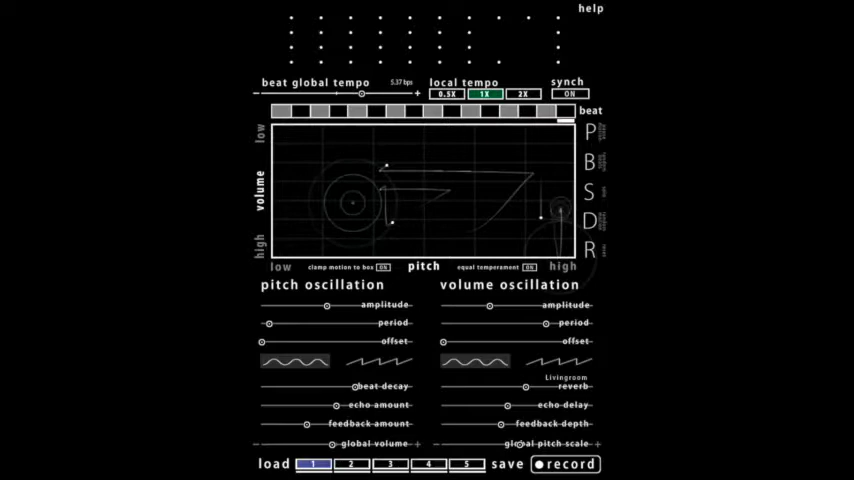 help
beat global tempo 5.37 bps local tempo synch
0.5X 1X 2X ON
beat
low P
B
volume S
D
high R
low clamp motion to box ON pitch equal temperament ON high
pitch oscillation volume oscillation
amplitude amplitude
period period
offset offset
Livingroom
beat decay reverb
echo amount echo delay
feedback amount feedback depth
global volume + global pitch scale +
load 1 2 3 4 5 save record